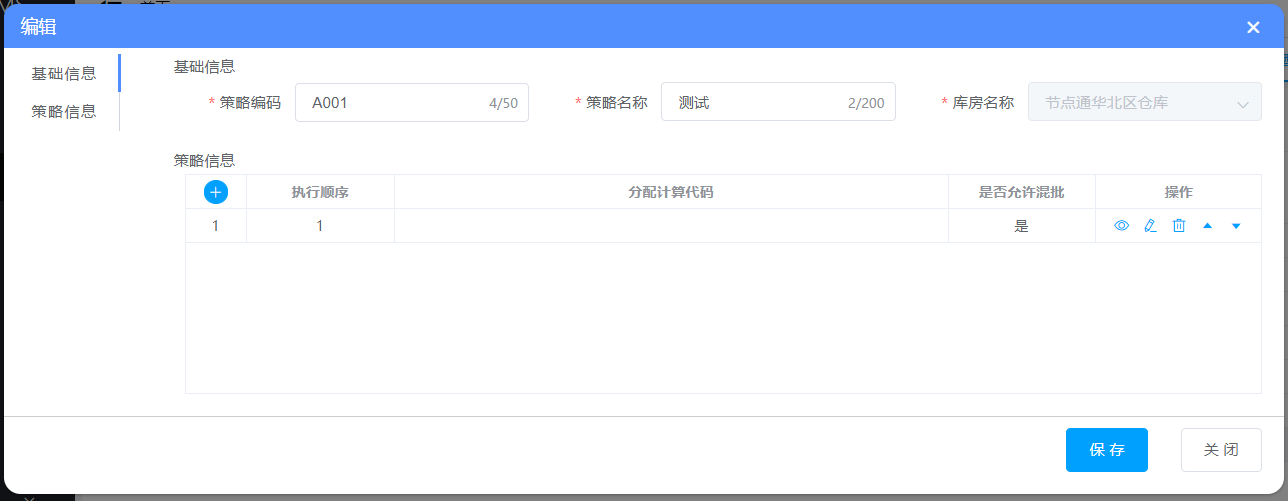 编辑
基础信息
策略信息
基础信息
* 策略编码 A001 4/50 * 策略名称 测试 2/200 * 库房名称 节点通华北区仓库
策略信息
执行顺序 分配计算代码 是否允许混批 操作
1 1 是
保 存 关 闭